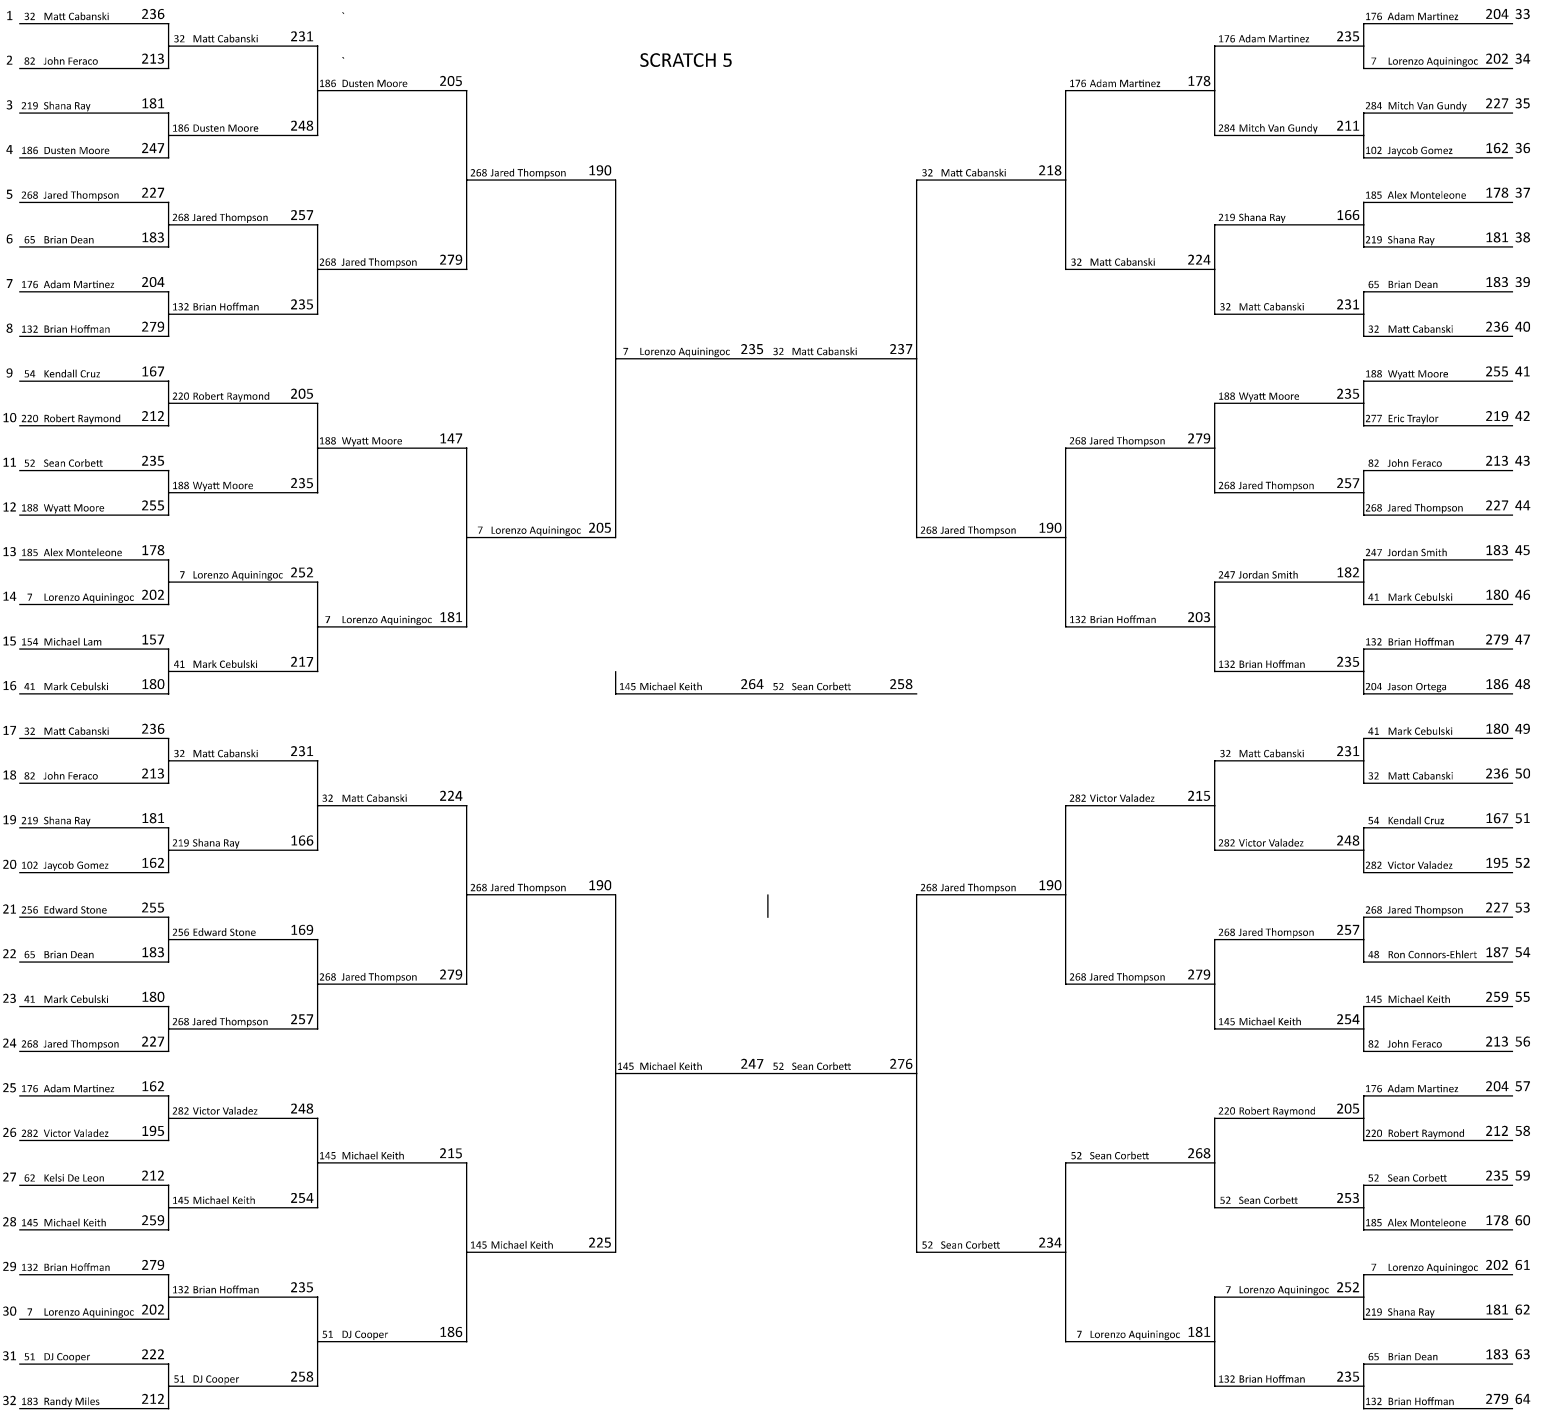 SCRATCH 5
1 32 Matt Cabanski 236
32 Matt Cabanski 231
2 82 John Feraco 213
186 Dusten Moore 205
3 219 Shana Ray 181
186 Dusten Moore 248
4 186 Dusten Moore 247
268 Jared Thompson 190
5 268 Jared Thompson 227
268 Jared Thompson 257
6 65 Brian Dean 183
268 Jared Thompson 279
7 176 Adam Martinez 204
132 Brian Hoffman 235
8 132 Brian Hoffman 279
7 Lorenzo Aquiningoc 235
9 54 Kendall Cruz 167
220 Robert Raymond 205
10 220 Robert Raymond 212
188 Wyatt Moore 147
11 52 Sean Corbett 235
188 Wyatt Moore 235
12 188 Wyatt Moore 255
7 Lorenzo Aquiningoc 205
13 185 Alex Monteleone 178
7 Lorenzo Aquiningoc 252
14 7 Lorenzo Aquiningoc 202
7 Lorenzo Aquiningoc 181
15 154 Michael Lam 157
41 Mark Cebulski 217
16 41 Mark Cebulski 180
145 Michael Keith 264 52 Sean Corbett 258
17 32 Matt Cabanski 236
32 Matt Cabanski 231
18 82 John Feraco 213
32 Matt Cabanski 224
19 219 Shana Ray 181
219 Shana Ray 166
20 102 Jaycob Gomez 162
268 Jared Thompson 190
21 256 Edward Stone 255
256 Edward Stone 169
22 65 Brian Dean 183
268 Jared Thompson 279
23 41 Mark Cebulski 180
268 Jared Thompson 257
24 268 Jared Thompson 227
145 Michael Keith 247
25 176 Adam Martinez 162
282 Victor Valadez 248
26 282 Victor Valadez 195
145 Michael Keith 215
27 62 Kelsi De Leon 212
145 Michael Keith 254
28 145 Michael Keith 259
145 Michael Keith 225
29 132 Brian Hoffman 279
132 Brian Hoffman 235
30 7 Lorenzo Aquiningoc 202
51 DJ Cooper 186
31 51 DJ Cooper 222
51 DJ Cooper 258
32 183 Randy Miles 212
176 Adam Martinez 204 33
176 Adam Martinez 235
7 Lorenzo Aquiningoc 202 34
176 Adam Martinez 178
284 Mitch Van Gundy 227 35
284 Mitch Van Gundy 211
102 Jaycob Gomez 162 36
32 Matt Cabanski 218
185 Alex Monteleone 178 37
219 Shana Ray 166
219 Shana Ray 181 38
32 Matt Cabanski 224
65 Brian Dean 183 39
32 Matt Cabanski 231
32 Matt Cabanski 236 40
32 Matt Cabanski 237
188 Wyatt Moore 255 41
188 Wyatt Moore 235
277 Eric Traylor 219 42
268 Jared Thompson 279
82 John Feraco 213 43
268 Jared Thompson 257
268 Jared Thompson 227 44
268 Jared Thompson 190
247 Jordan Smith 183 45
247 Jordan Smith 182
41 Mark Cebulski 180 46
132 Brian Hoffman 203
132 Brian Hoffman 279 47
132 Brian Hoffman 235
204 Jason Ortega 186 48
41 Mark Cebulski 180 49
32 Matt Cabanski 231
32 Matt Cabanski 236 50
282 Victor Valadez 215
54 Kendall Cruz 167 51
282 Victor Valadez 248
282 Victor Valadez 195 52
268 Jared Thompson 190
268 Jared Thompson 227 53
268 Jared Thompson 257
48 Ron Connors-Ehlert 187 54
268 Jared Thompson 279
145 Michael Keith 259 55
145 Michael Keith 254
82 John Feraco 213 56
52 Sean Corbett 276
176 Adam Martinez 204 57
220 Robert Raymond 205
220 Robert Raymond 212 58
52 Sean Corbett 268
52 Sean Corbett 235 59
52 Sean Corbett 253
185 Alex Monteleone 178 60
52 Sean Corbett 234
7 Lorenzo Aquiningoc 202 61
7 Lorenzo Aquiningoc 252
219 Shana Ray 181 62
7 Lorenzo Aquiningoc 181
65 Brian Dean 183 63
132 Brian Hoffman 235
132 Brian Hoffman 279 64